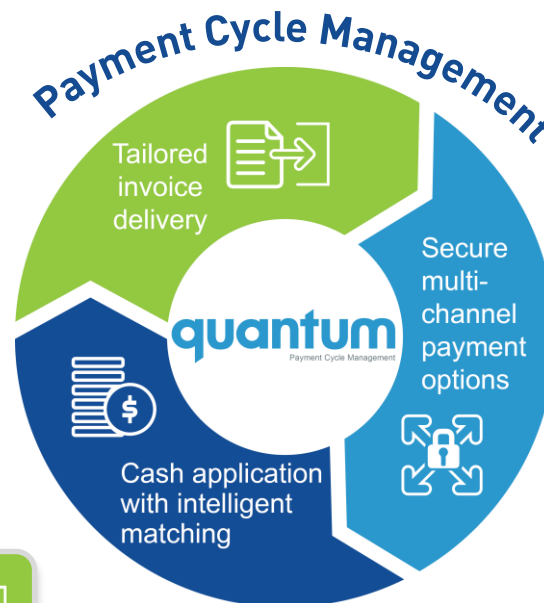 Payment Cycle Management
Tailored
invoice
delivery
Secure
multi-
channel
payment
options
quantum
Payment Cycle Management
$
Cash application
with intelligent
matching